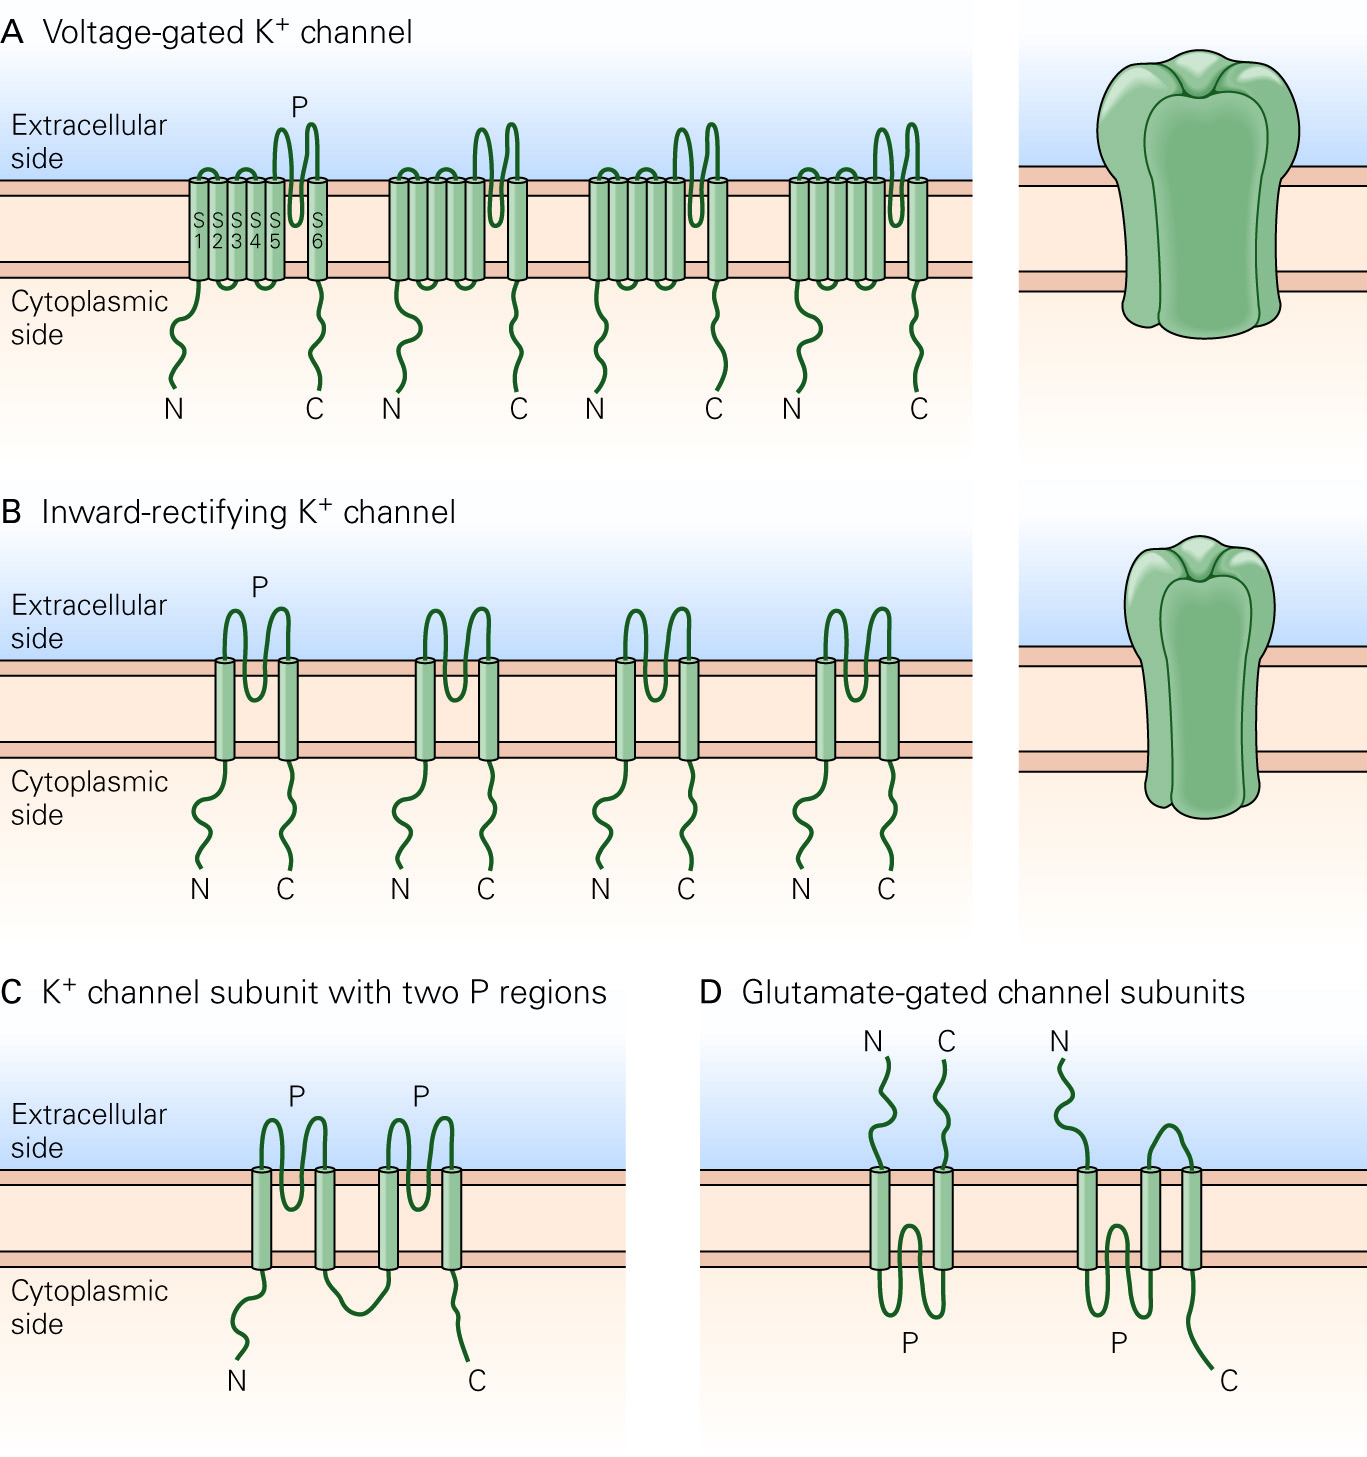 A Voltage-gated K+ channel
P
Extracellular
side
S S S S S S
1 2 3 4 5 6
Cytoplasmic
side
N C N C N C N C
B Inward-rectifying K+ channel
P
Extracellular
side
Cytoplasmic
side
N C N C N C N C
C K+ channel subunit with two P regions
P P
Extracellular
side
Cytoplasmic
side
N C
D Glutamate-gated channel subunits
N C N
P P
C